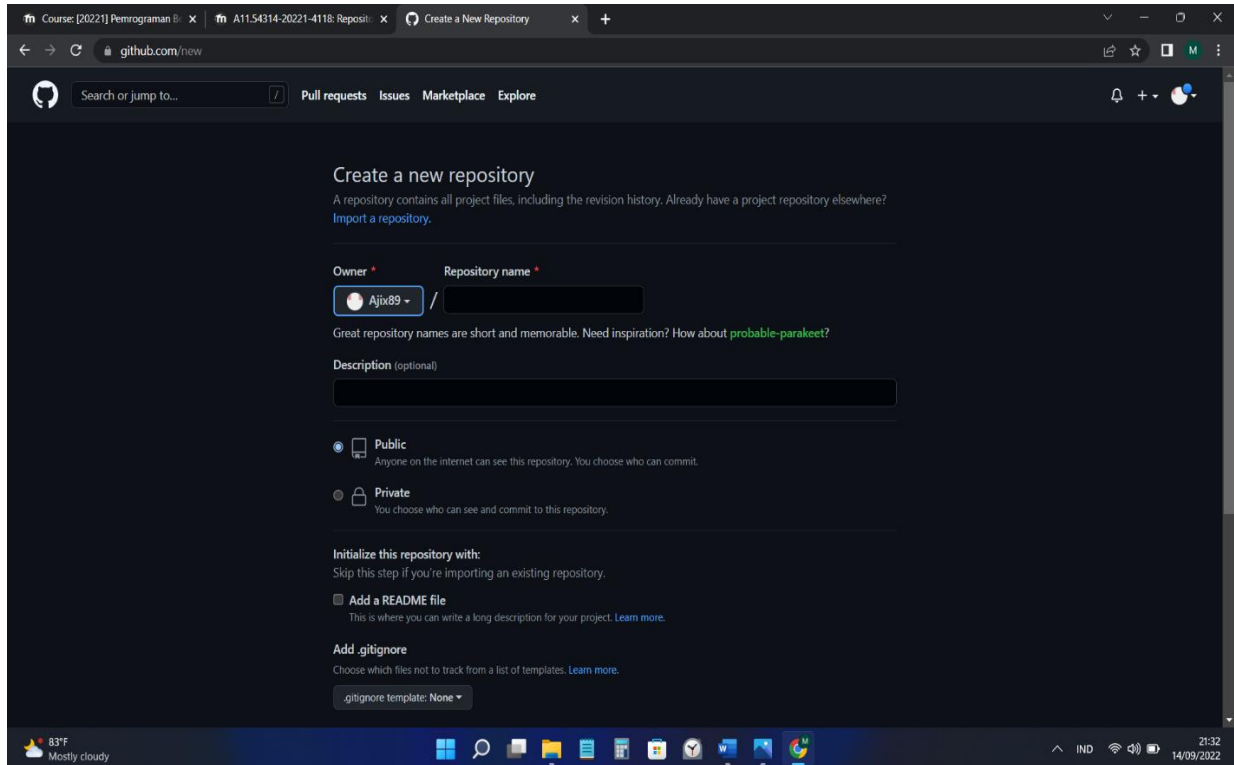 Course: [20221] Pemrograman Be
A11.54314-20221-4118: Reposito
Create a New Repository
github.com/new
M
Search or jump to...
/
Pull requests Issues Marketplace Explore
Create a new repository
A repository contains all project files, including the revision history. Already have a project repository elsewhere?
Import a repository.
Owner *
Repository name *
Ajix89
/
Great repository names are short and memorable. Need inspiration? How about probable-parakeet?
Description (optional)
Public
Anyone on the internet can see this repository. You choose who can commit.
Private
You choose who can see and commit to this repository.
Initialize this repository with:
Skip this step if you're importing an existing repository.
Add a README file
This is where you can write a long description for your project. Learn more.
Add .gitignore
Choose which files not to track from a list of templates. Learn more.
.gitignore template: None
83°F
Mostly cloudy
IND
21:32
14/09/2022